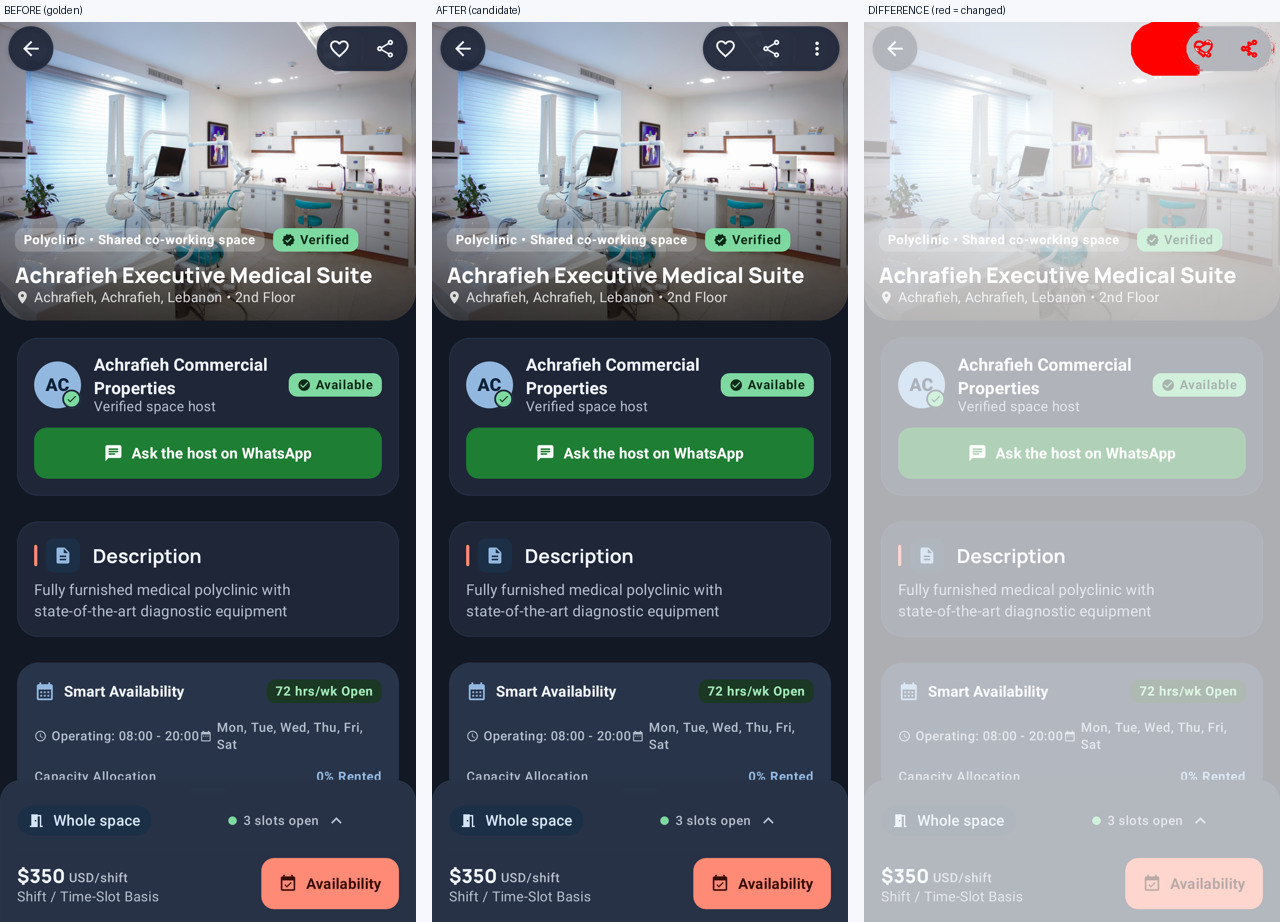 BEFORE (golden)
AFTER (candidate)
DIFFERENCE (red = changed)
Polyclinic • Shared co-working space
Verified
Achrafieh Executive Medical Suite
Achrafieh, Achrafieh, Lebanon • 2nd Floor
AC
Achrafieh Commercial
Properties
Verified space host
Available
Ask the host on WhatsApp
Description
Fully furnished medical polyclinic with
state-of-the-art diagnostic equipment
Smart Availability
72 hrs/wk Open
Operating: 08:00 - 20:00
Mon, Tue, Wed, Thu, Fri,
Sat
Capacity Allocation
0% Rented
Whole space
3 slots open
$350 USD/shift
Shift / Time-Slot Basis
Availability
Polyclinic • Shared co-working space
Verified
Achrafieh Executive Medical Suite
Achrafieh, Achrafieh, Lebanon • 2nd Floor
AC
Achrafieh Commercial
Properties
Verified space host
Available
Ask the host on WhatsApp
Description
Fully furnished medical polyclinic with
state-of-the-art diagnostic equipment
Smart Availability
72 hrs/wk Open
Operating: 08:00 - 20:00
Mon, Tue, Wed, Thu, Fri,
Sat
Capacity Allocation
0% Rented
Whole space
3 slots open
$350 USD/shift
Shift / Time-Slot Basis
Availability
Polyclinic • Shared co-working space
Verified
Achrafieh Executive Medical Suite
Achrafieh, Achrafieh, Lebanon • 2nd Floor
AC
Achrafieh Commercial
Properties
Verified space host
Available
Ask the host on WhatsApp
Description
Fully furnished medical polyclinic with
state-of-the-art diagnostic equipment
Smart Availability
72 hrs/wk Open
Operating: 08:00 - 20:00
Mon, Tue, Wed, Thu, Fri,
Sat
Capacity Allocation
0% Rented
Whole space
3 slots open
$350 USD/shift
Shift / Time-Slot Basis
Availability